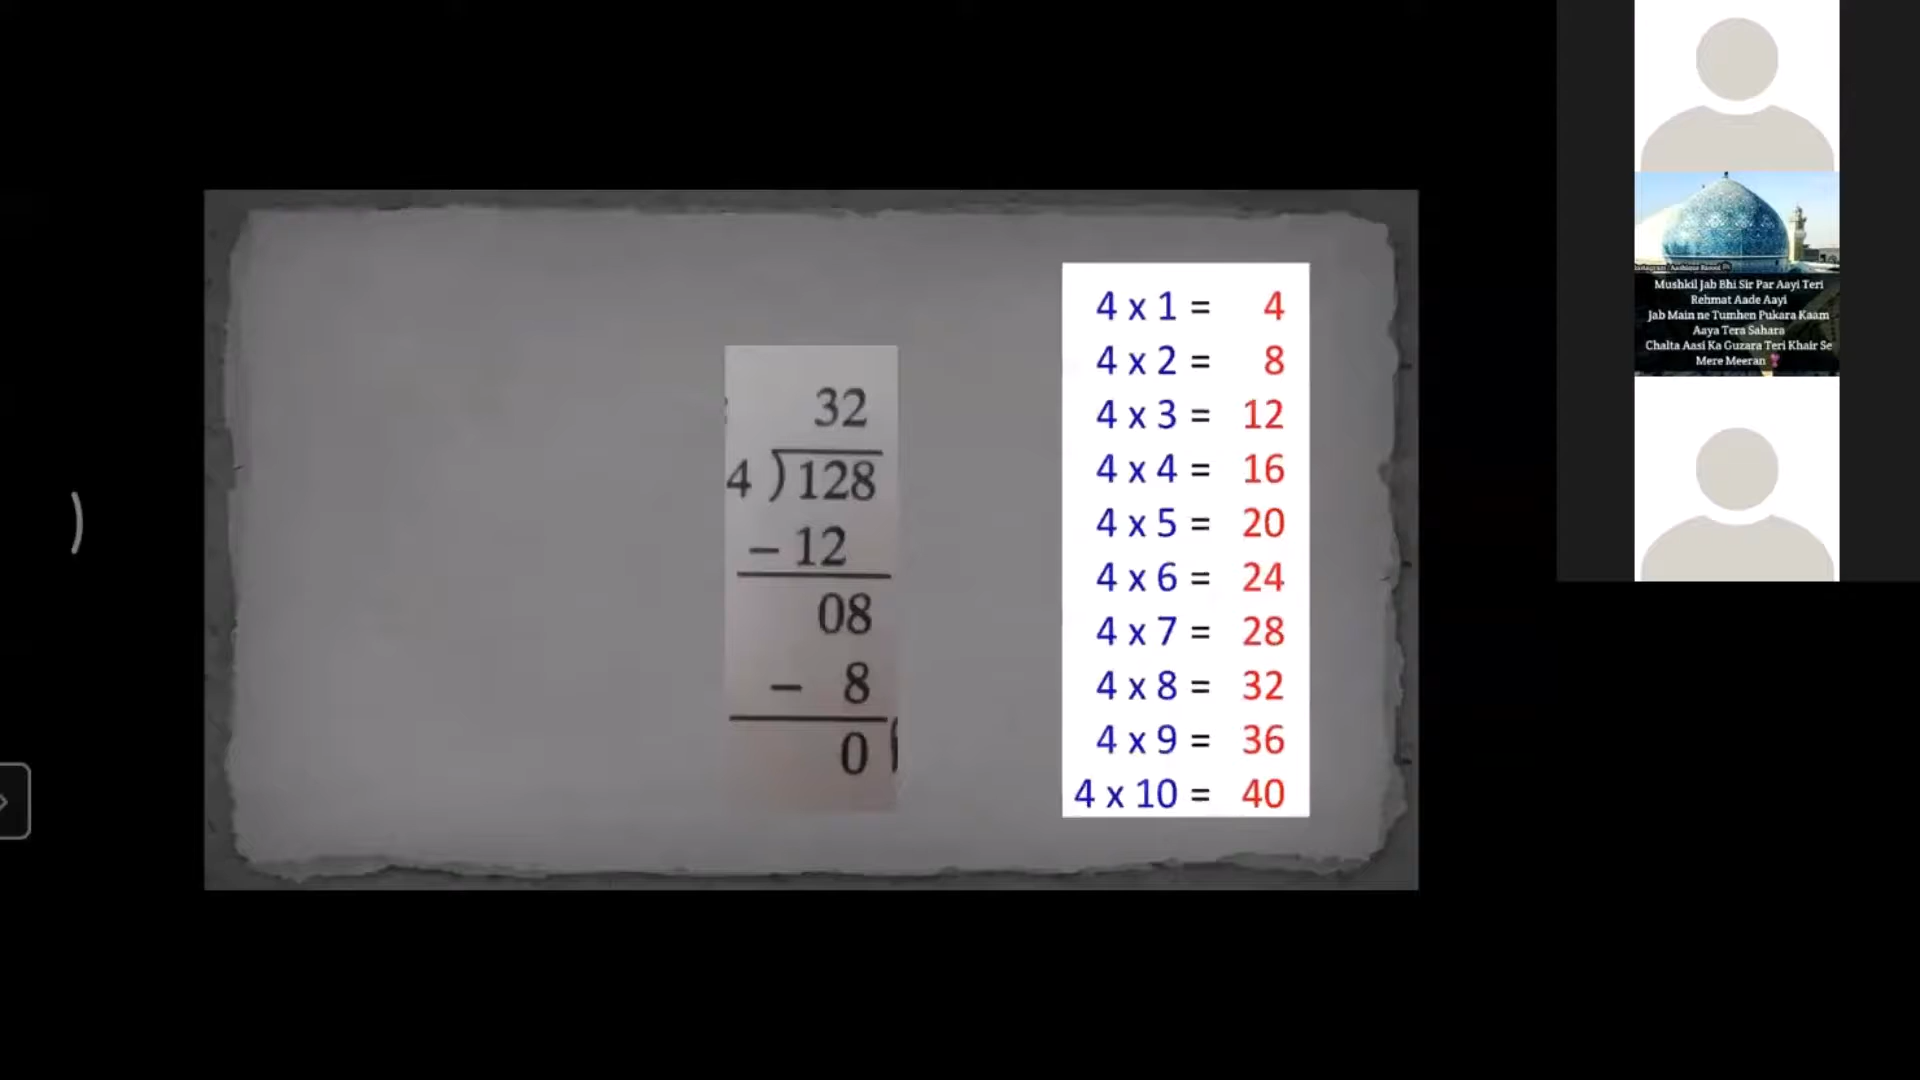 32
4 ) 128
– 12
08
– 8
0
4 x 1 = 4
4 x 2 = 8
4 x 3 = 12
4 x 4 = 16
4 x 5 = 20
4 x 6 = 24
4 x 7 = 28
4 x 8 = 32
4 x 9 = 36
4 x 10 = 40
Mushkil Jab Bhi Sir Par Aayi Teri
Rehmat Aade Aayi
Jab Main ne Tumhen Pukara Kaam
Aaya Tera Sahara
Chalta Aasi Ka Guzara Teri Khair Se
Mere Meeran